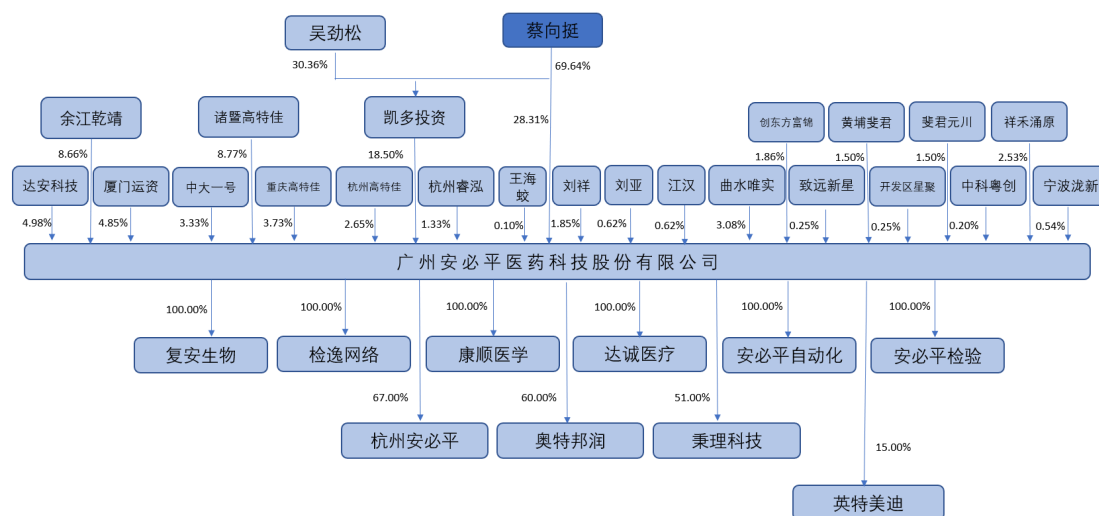 吴劲松
蔡向挺
30.36%
69.64%
余江乾靖
诸暨高特佳
凯多投资
28.31%
创东方富锦
黄埔斐君
斐君元川
祥禾涌原
8.66%
8.77%
18.50%
1.86%
1.50%
1.50%
2.53%
达安科技
厦门运资
中大一号
重庆高特佳
杭州高特佳
杭州睿泓
王海
蛟
刘祥
刘亚
江汉
曲水唯实
致远新星
开发区星聚
中科粤创
宁波泷新
4.98%
4.85%
3.33%
3.73%
2.65%
1.33%
0.10%
1.85%
0.62%
0.62%
3.08%
0.25%
0.25%
0.20%
0.54%
广州安必平医药科技股份有限公司
100.00%
100.00%
100.00%
100.00%
100.00%
100.00%
复安生物
检逸网络
康顺医学
达诚医疗
安必平自动化
安必平检验
67.00%
60.00%
51.00%
杭州安必平
奥特邦润
秉理科技
15.00%
英特美迪